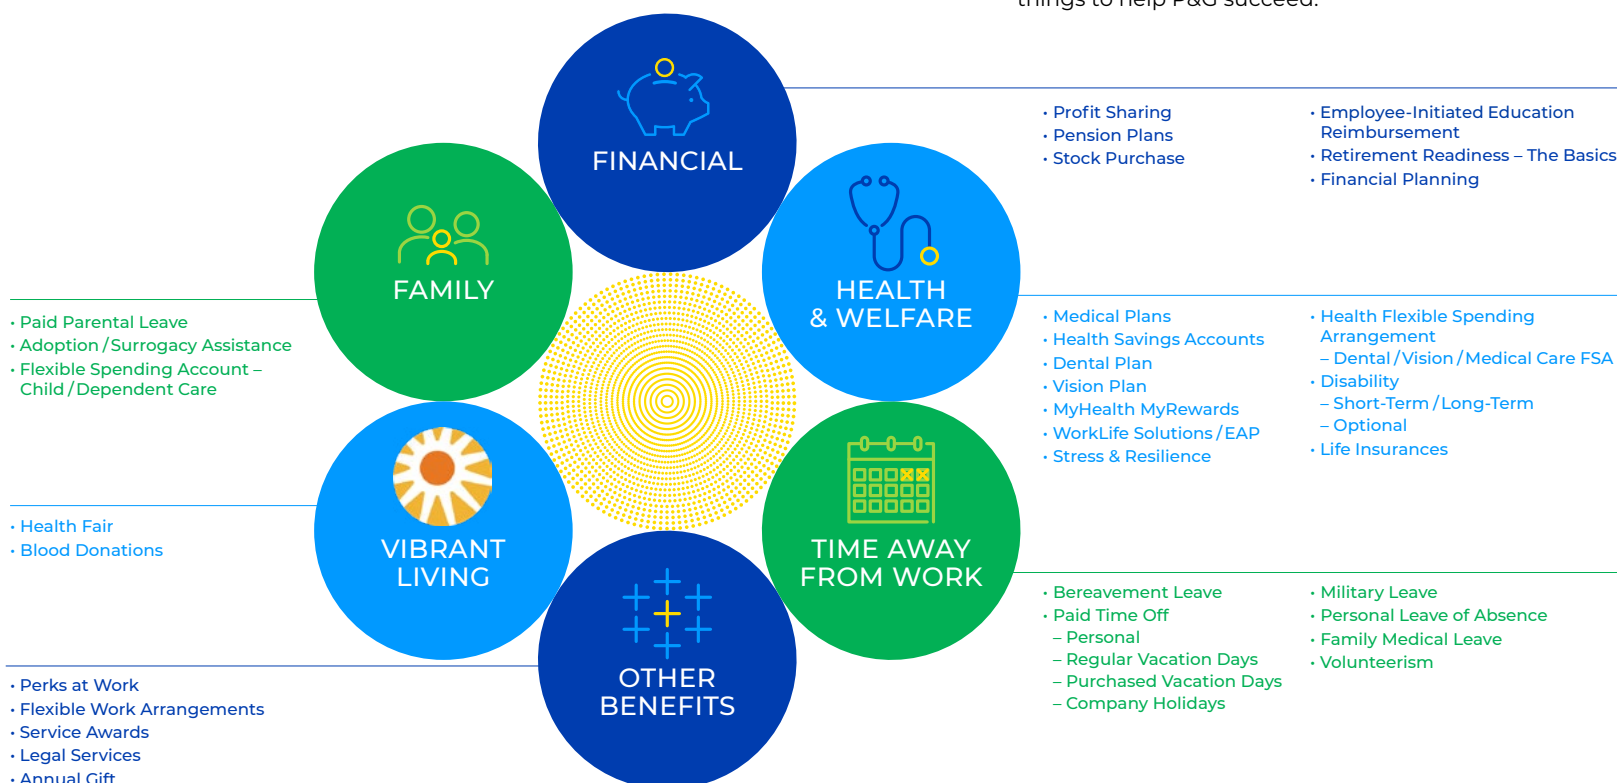 things to help P&G succeed.
FINANCIAL
• Profit Sharing
• Pension Plans
• Stock Purchase
• Employee-Initiated Education
Reimbursement
• Retirement Readiness – The Basics
• Financial Planning
HEALTH
& WELFARE
• Medical Plans
• Health Savings Accounts
• Dental Plan
• Vision Plan
• MyHealth MyRewards
• WorkLife Solutions / EAP
• Stress & Resilience
• Health Flexible Spending
Arrangement
– Dental / Vision / Medical Care FSA
• Disability
– Short-Term / Long-Term
– Optional
• Life Insurances
TIME AWAY
FROM WORK
• Bereavement Leave
• Paid Time Off
– Personal
– Regular Vacation Days
– Purchased Vacation Days
– Company Holidays
• Military Leave
• Personal Leave of Absence
• Family Medical Leave
• Volunteerism
OTHER
BENEFITS
• Perks at Work
• Flexible Work Arrangements
• Service Awards
• Legal Services
• Annual Gift
VIBRANT
LIVING
• Health Fair
• Blood Donations
FAMILY
• Paid Parental Leave
• Adoption / Surrogacy Assistance
• Flexible Spending Account –
Child / Dependent Care